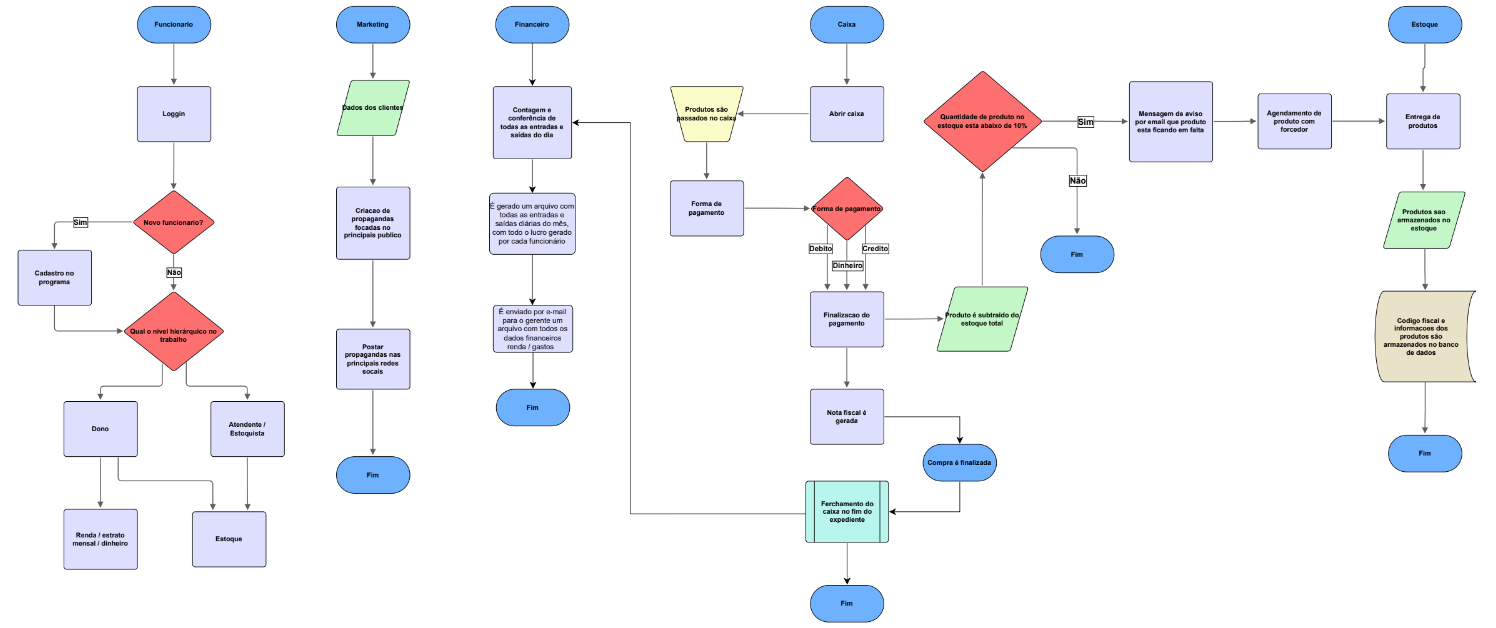 Funcionario
Loggin
Novo funcionario?
Sim
Cadastro no
programa
Não
Qual o nivel hierárquico no
trabalho
Dono
Atendente /
Estoquista
Renda / estrato
mensal / dinheiro
Estoque
Marketing
Dados dos clientes
Criacao de
propagandas
focadas no
principais publico
Postar
propagandas nas
principais redes
socais
Fim
Financeiro
Contagem e
conferência de
todas as entradas e
saídas do dia
É gerado um arquivo com
todas as entradas e
saídas diárias do mês,
com todo o lucro gerado
por cada funcionário
É enviado por e-mail
para o gerente um
arquivo com todos os
dados financeiros
renda / gastos
Fim
Caixa
Abrir caixa
Produtos são
passados no caixa
Forma de
pagamento
Forma de pagamento
Debito
Dinheiro
Credito
Finalizacao do
pagamento
Produto é subtraido do
estoque total
Quantidade de produto no
estoque esta abaixo de 10%
Sim
Não
Fim
Mensagem de aviso
por email que produto
esta ficando em falta
Agendamento de
produto com
forcedor
Nota fiscal é
gerada
Compra é finalizada
Ferchamento do
caixa no fim do
expediente
Fim
Estoque
Entrega de
produtos
Produtos sao
armazenados no
estoque
Codigo fiscal e
informacoes dos
produtos são
armazenados no banco
de dados
Fim